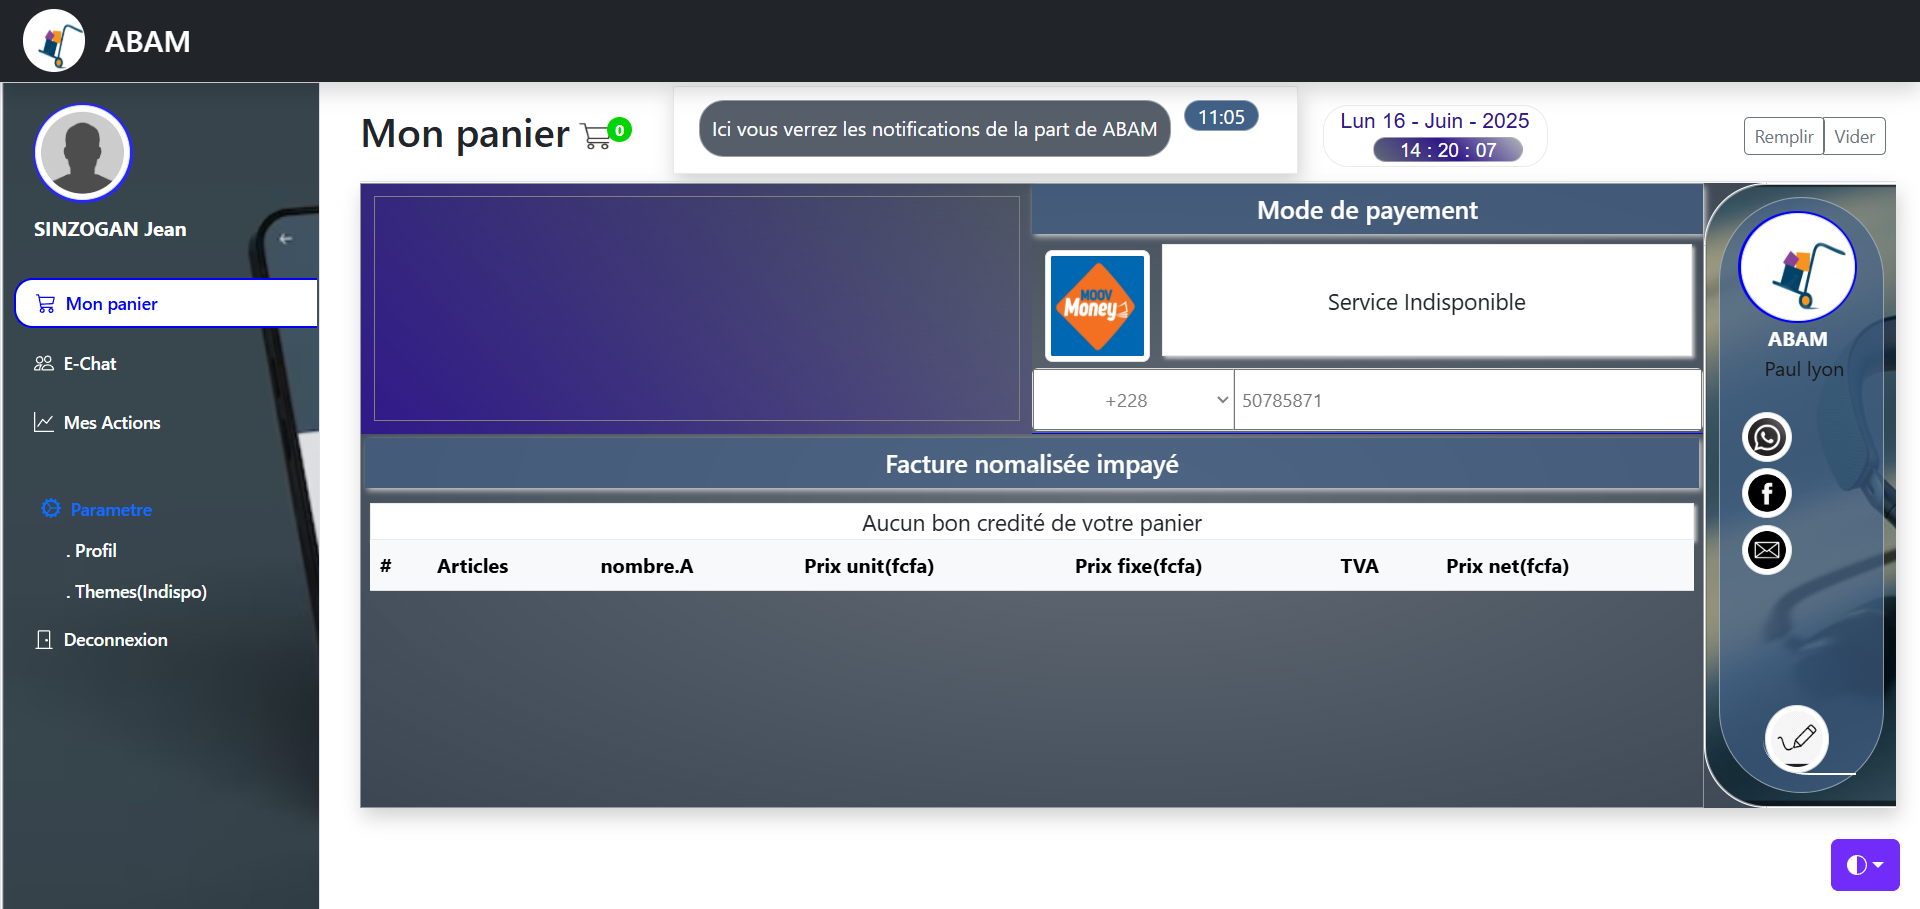 ABAM
SINZOGAN Jean
Mon panier
E-Chat
Mes Actions
Parametre
. Profil
. Themes(Indispo)
Deconnexion
Mon panier 0
Ici vous verrez les notifications de la part de ABAM
11:05
Lun 16 - Juin - 2025
14 : 20 : 07
Remplir Vider
Mode de payement
MOOV
Money
Service Indisponible
+228 50785871
Facture nomalisée impayé
Aucun bon credité de votre panier
# Articles nombre.A Prix unit(fcfa) Prix fixe(fcfa) TVA Prix net(fcfa)
ABAM
Paul lyon